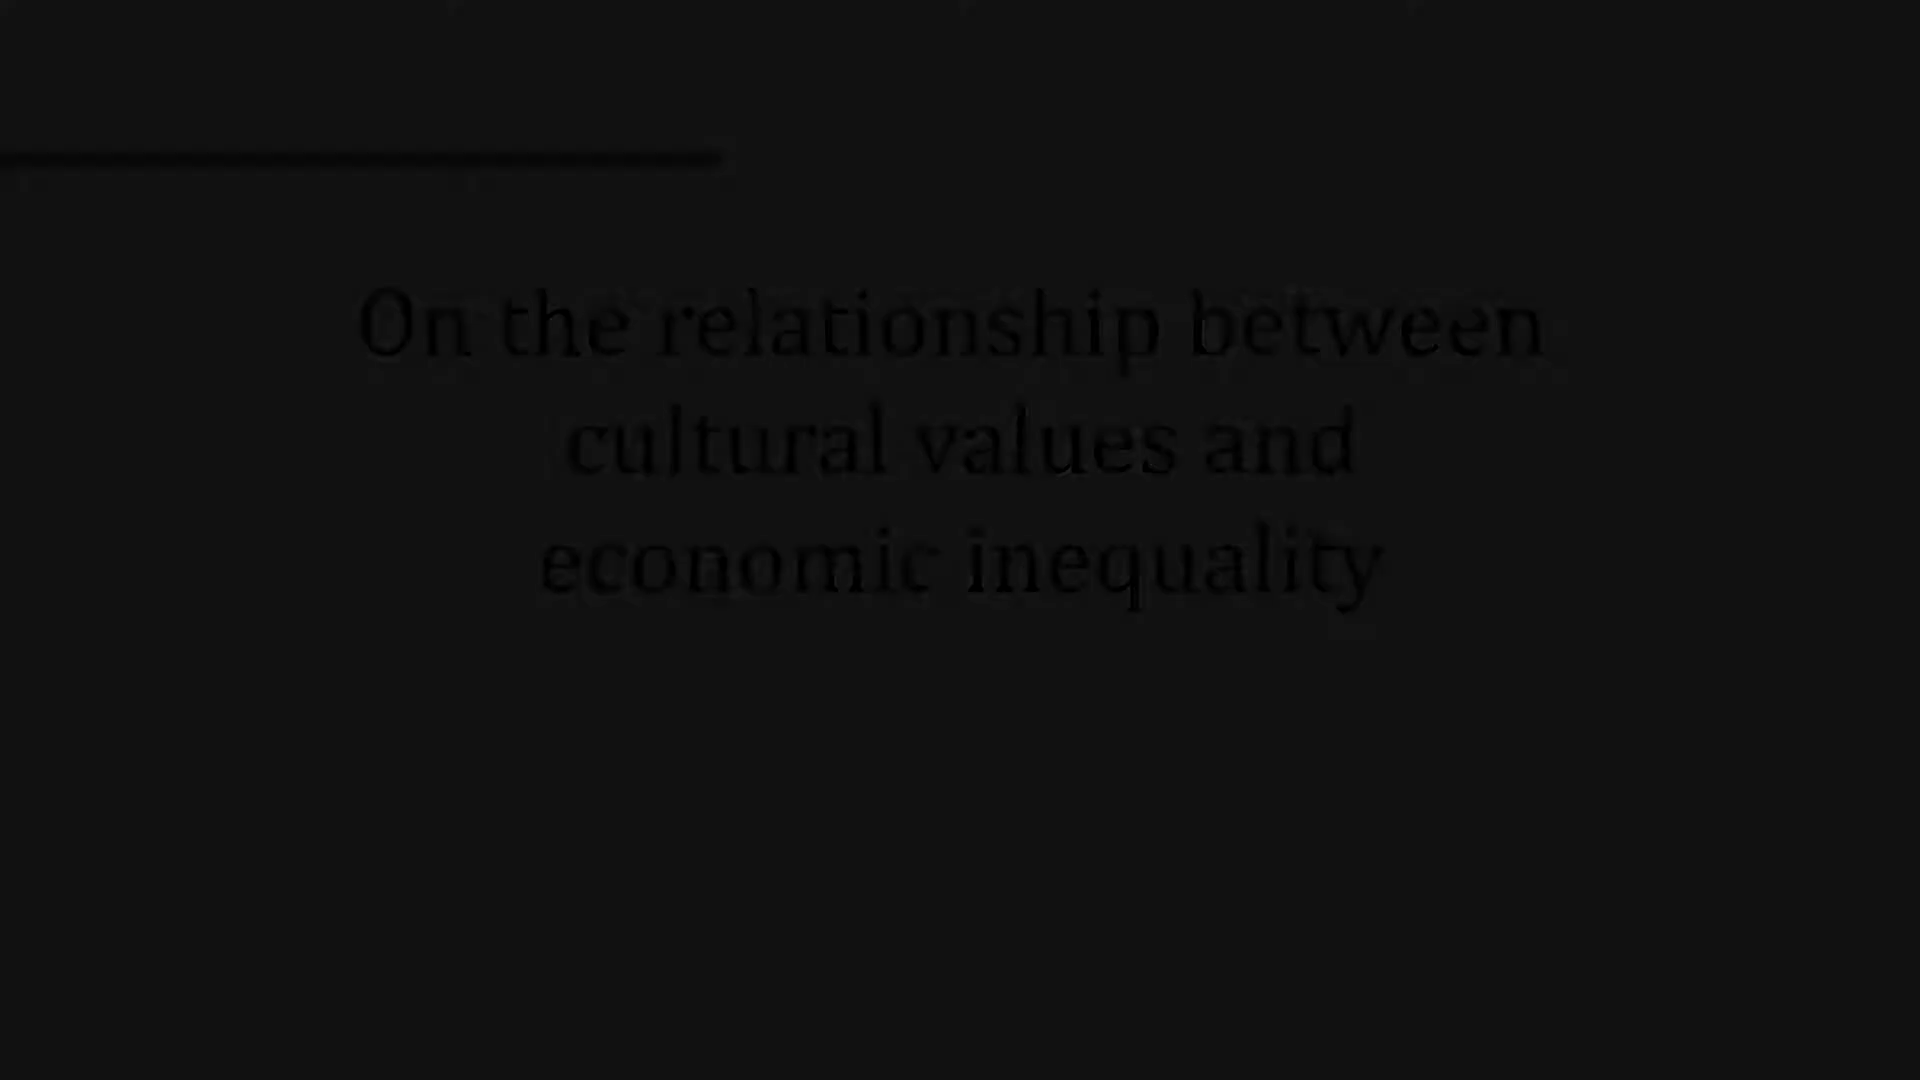 On the relationship between
cultural values and
economic inequality